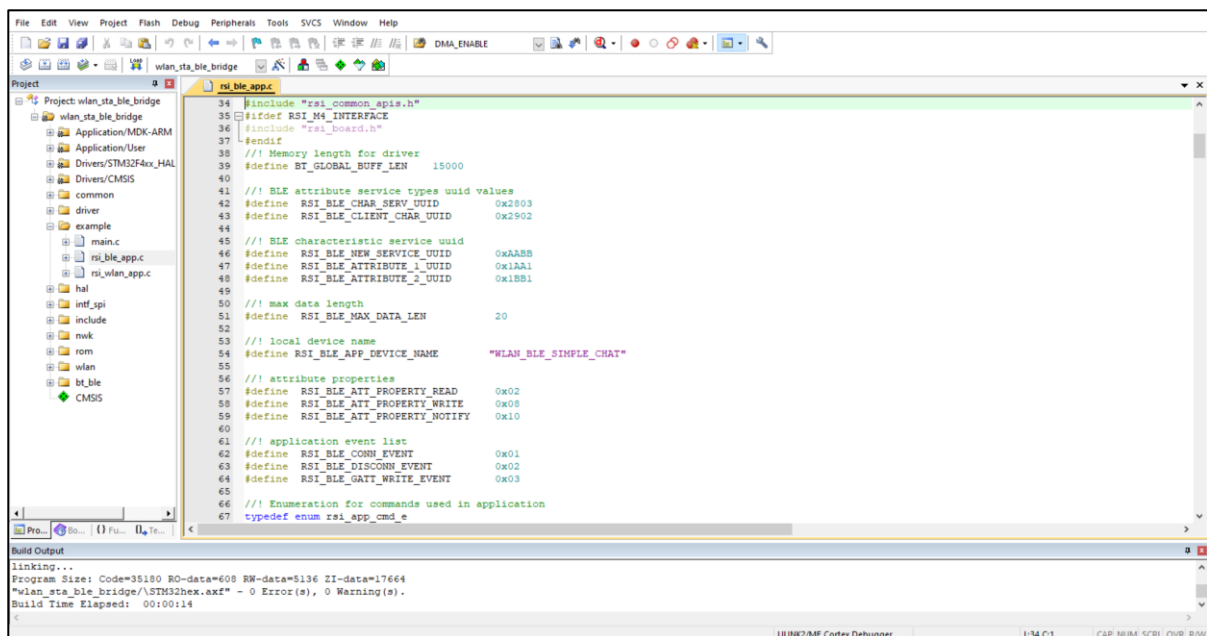 File Edit View Project Flash Debug Peripherals Tools SVCS Window Help
DMA_ENABLE
wlan_sta_ble_bridge
Project
Project: wlan_sta_ble_bridge
wlan_sta_ble_bridge
Application/MDK-ARM
Application/User
Drivers/STM32F4xx_HAL
Drivers/CMSIS
common
driver
example
main.c
rsi_ble_app.c
rsi_wlan_app.c
hal
intf_spi
include
nwk
rom
wlan
bt_ble
CMSIS
Pro... Bo... {} Fu... Te...
rsi_ble_app.c
34 #include "rsi_common_apis.h"
35 #ifdef RSI_M4_INTERFACE
36 #include "rsi_board.h"
37 #endif
38 //! Memory length for driver
39 #define BT_GLOBAL_BUFF_LEN 15000
40
41 //! BLE attribute service types uuid values
42 #define RSI_BLE_CHAR_SERV_UUID 0x2803
43 #define RSI_BLE_CLIENT_CHAR_UUID 0x2902
44
45 //! BLE characteristic service uuid
46 #define RSI_BLE_NEW_SERVICE_UUID 0xAABB
47 #define RSI_BLE_ATTRIBUTE_1_UUID 0x1AA1
48 #define RSI_BLE_ATTRIBUTE_2_UUID 0x1BB1
49
50 //! max data length
51 #define RSI_BLE_MAX_DATA_LEN 20
52
53 //! local device name
54 #define RSI_BLE_APP_DEVICE_NAME "WLAN_BLE_SIMPLE_CHAT"
55
56 //! attribute properties
57 #define RSI_BLE_ATT_PROPERTY_READ 0x02
58 #define RSI_BLE_ATT_PROPERTY_WRITE 0x08
59 #define RSI_BLE_ATT_PROPERTY_NOTIFY 0x10
60
61 //! application event list
62 #define RSI_BLE_CONN_EVENT 0x01
63 #define RSI_BLE_DISCONN_EVENT 0x02
64 #define RSI_BLE_GATT_WRITE_EVENT 0x03
65
66 //! Enumeration for commands used in application
67 typedef enum rsi_app_cmd_e
Build Output
linking...
Program Size: Code=35180 RO-data=608 RW-data=5136 ZI-data=17664
"wlan_sta_ble_bridge/\STM32hex.axf" - 0 Error(s), 0 Warning(s).
Build Time Elapsed: 00:00:14
ULINK2/ME Cortex Debugger L:34 C:1 CAP NUM SCRL OVR R/W